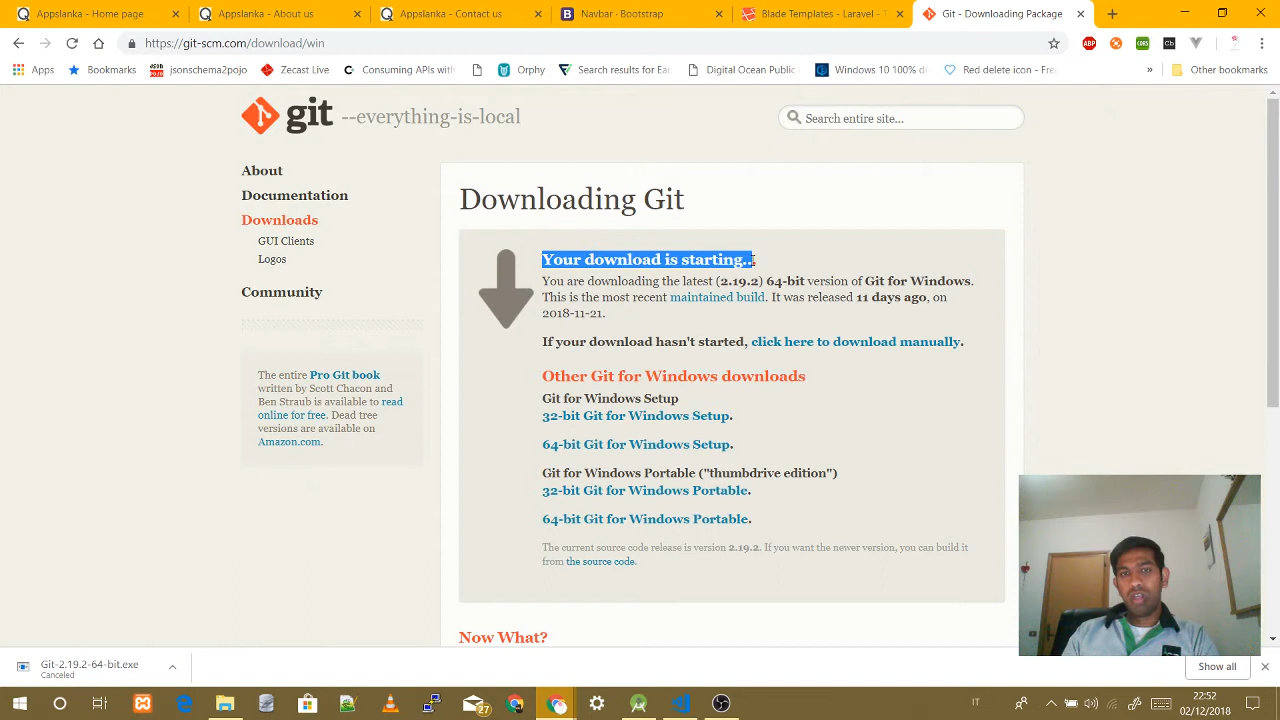 Appslanka - Home page
Appslanka - About us
Appslanka - Contact us
Navbar · Bootstrap
Blade Templates - Laravel - T
Git - Downloading Package
https://git-scm.com/download/win
ABP
CORS
Cb
Apps
Bookmarks
jsonschema2pojo
Zecast Live
Consuming APIs with
Orphy
Search results for Ear
Digital Ocean Public
Windows 10 100% di
Red delete icon - Fre
»
Other bookmarks
git --everything-is-local
Search entire site...
About
Documentation
Downloads
GUI Clients
Logos
Community
The entire Pro Git book
written by Scott Chacon and
Ben Straub is available to read
online for free. Dead tree
versions are available on
Amazon.com.
Downloading Git
Your download is starting...
You are downloading the latest (2.19.2) 64-bit version of Git for Windows.
This is the most recent maintained build. It was released 11 days ago, on
2018-11-21.
If your download hasn't started, click here to download manually.
Other Git for Windows downloads
Git for Windows Setup
32-bit Git for Windows Setup.
64-bit Git for Windows Setup.
Git for Windows Portable ("thumbdrive edition")
32-bit Git for Windows Portable.
64-bit Git for Windows Portable.
The current source code release is version 2.19.2. If you want the newer version, you can build it
from the source code.
Now What?
Git-2.19.2-64-bit.exe
Canceled
Show all
27
IT
22:52
02/12/2018